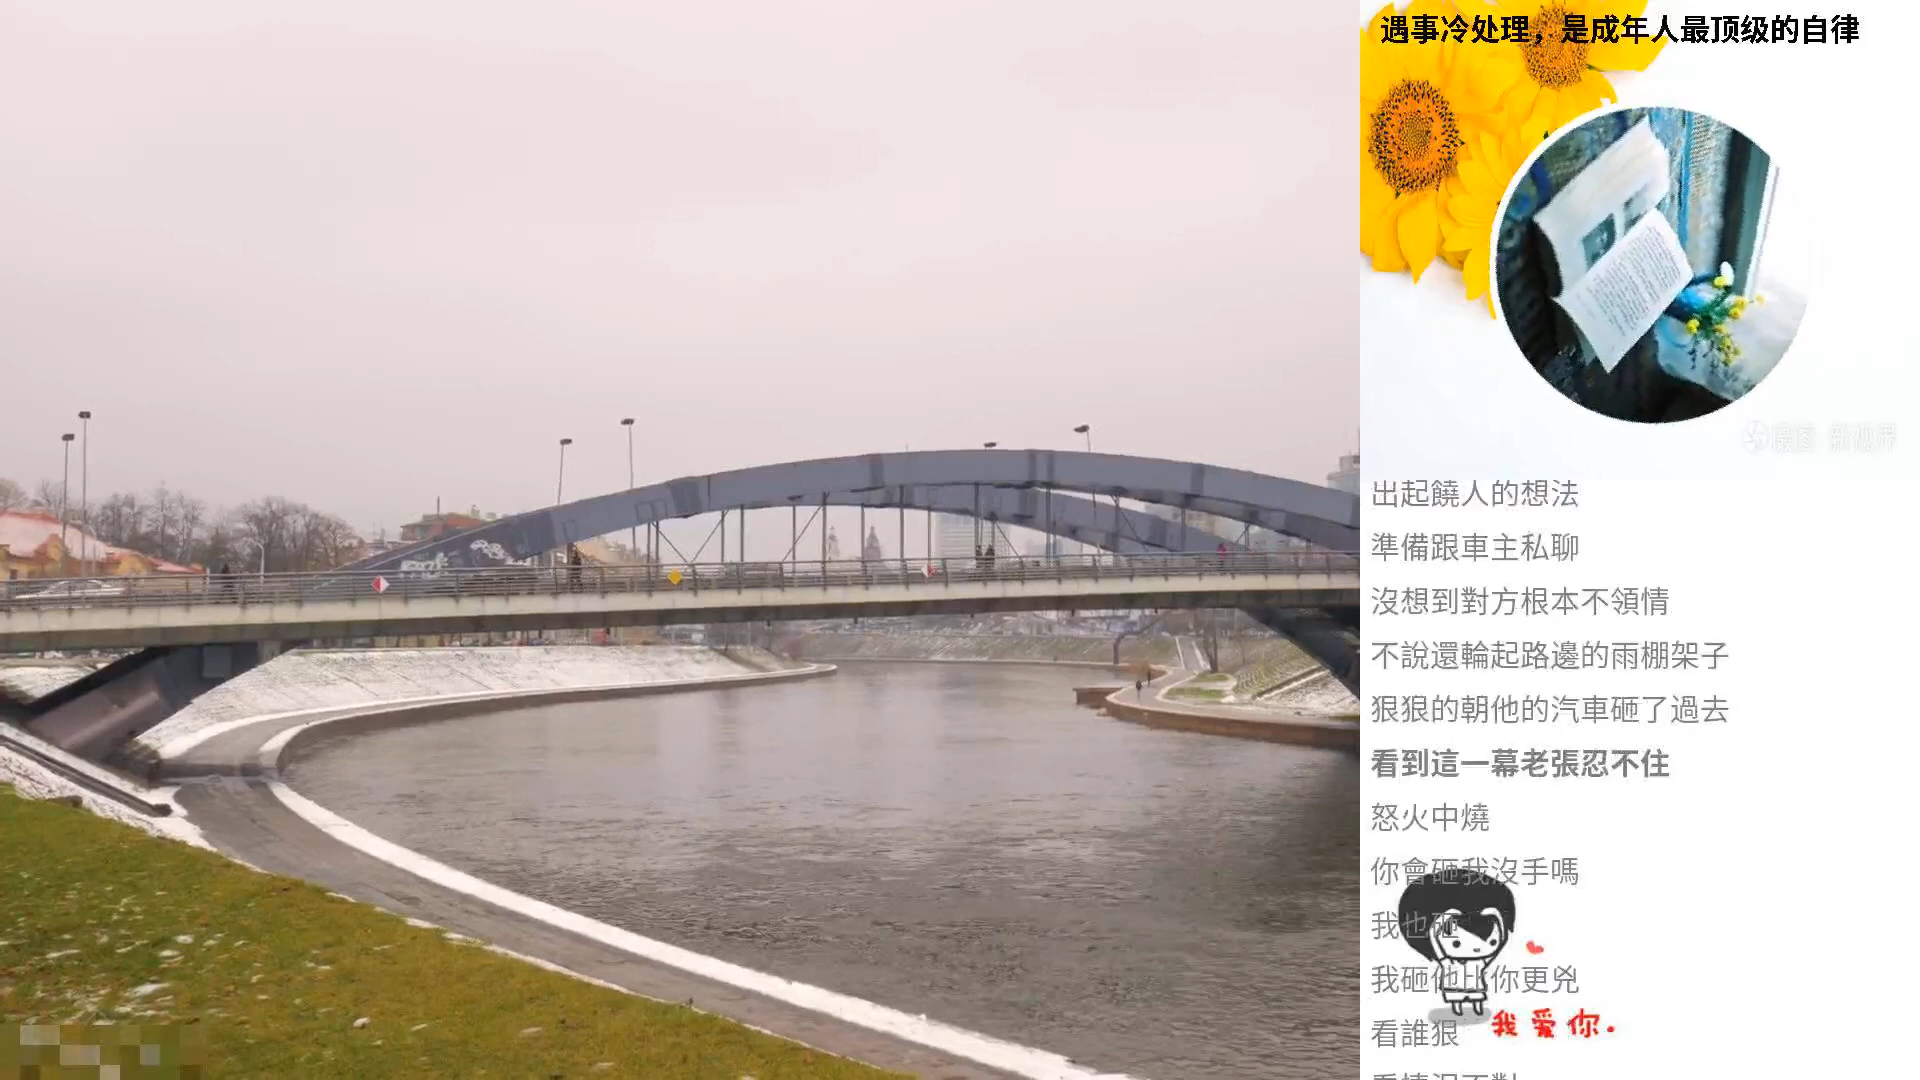 遇事冷处理，是成年人最顶级的自律
出起饒人的想法
準備跟車主私聊
沒想到對方根本不領情
不說還輪起路邊的雨棚架子
狠狠的朝他的汽車砸了過去
看到這一幕老張忍不住
怒火中燒
你會砸我沒手嗎
我也砸
我砸他比你更兇
看誰狠
我爱你.